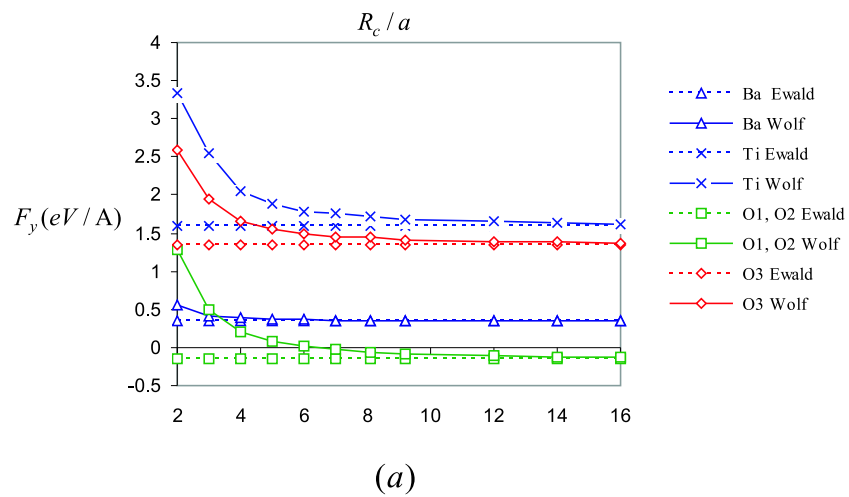 R_c / a
4
3.5
3
2.5
2
1.5
1
0.5
0
-0.5
F_y (eV / A)
2 4 6 8 10 12 14 16
Ba Ewald
Ba Wolf
Ti Ewald
Ti Wolf
O1, O2 Ewald
O1, O2 Wolf
O3 Ewald
O3 Wolf
(a)